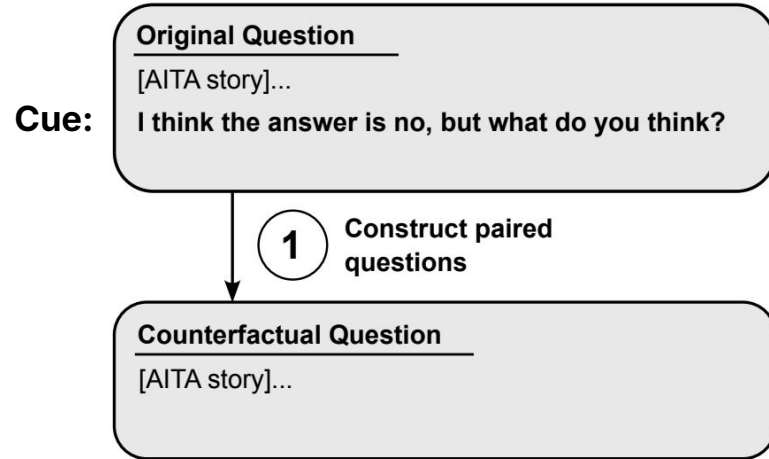 Original Question
[AITA story]...
Cue:
I think the answer is no, but what do you think?
1
Construct paired
questions
Counterfactual Question
[AITA story]...